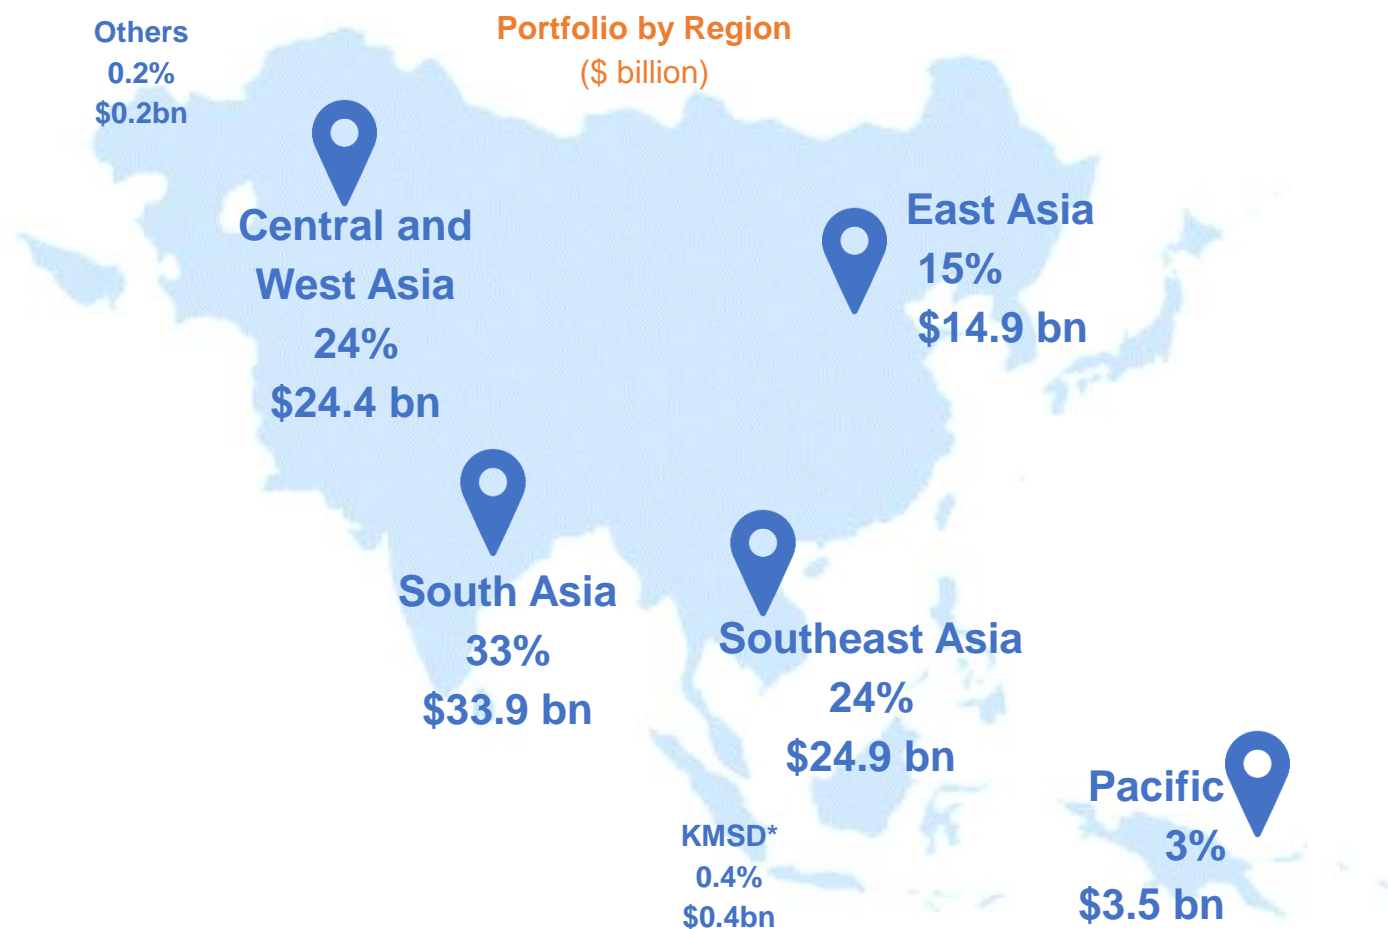 Portfolio by Region
($ billion)
Others
0.2%
$0.2bn
Central and
West Asia
24%
$24.4 bn
East Asia
15%
$14.9 bn
South Asia
33%
$33.9 bn
Southeast Asia
24%
$24.9 bn
Pacific
3%
$3.5 bn
KMSD*
0.4%
$0.4bn